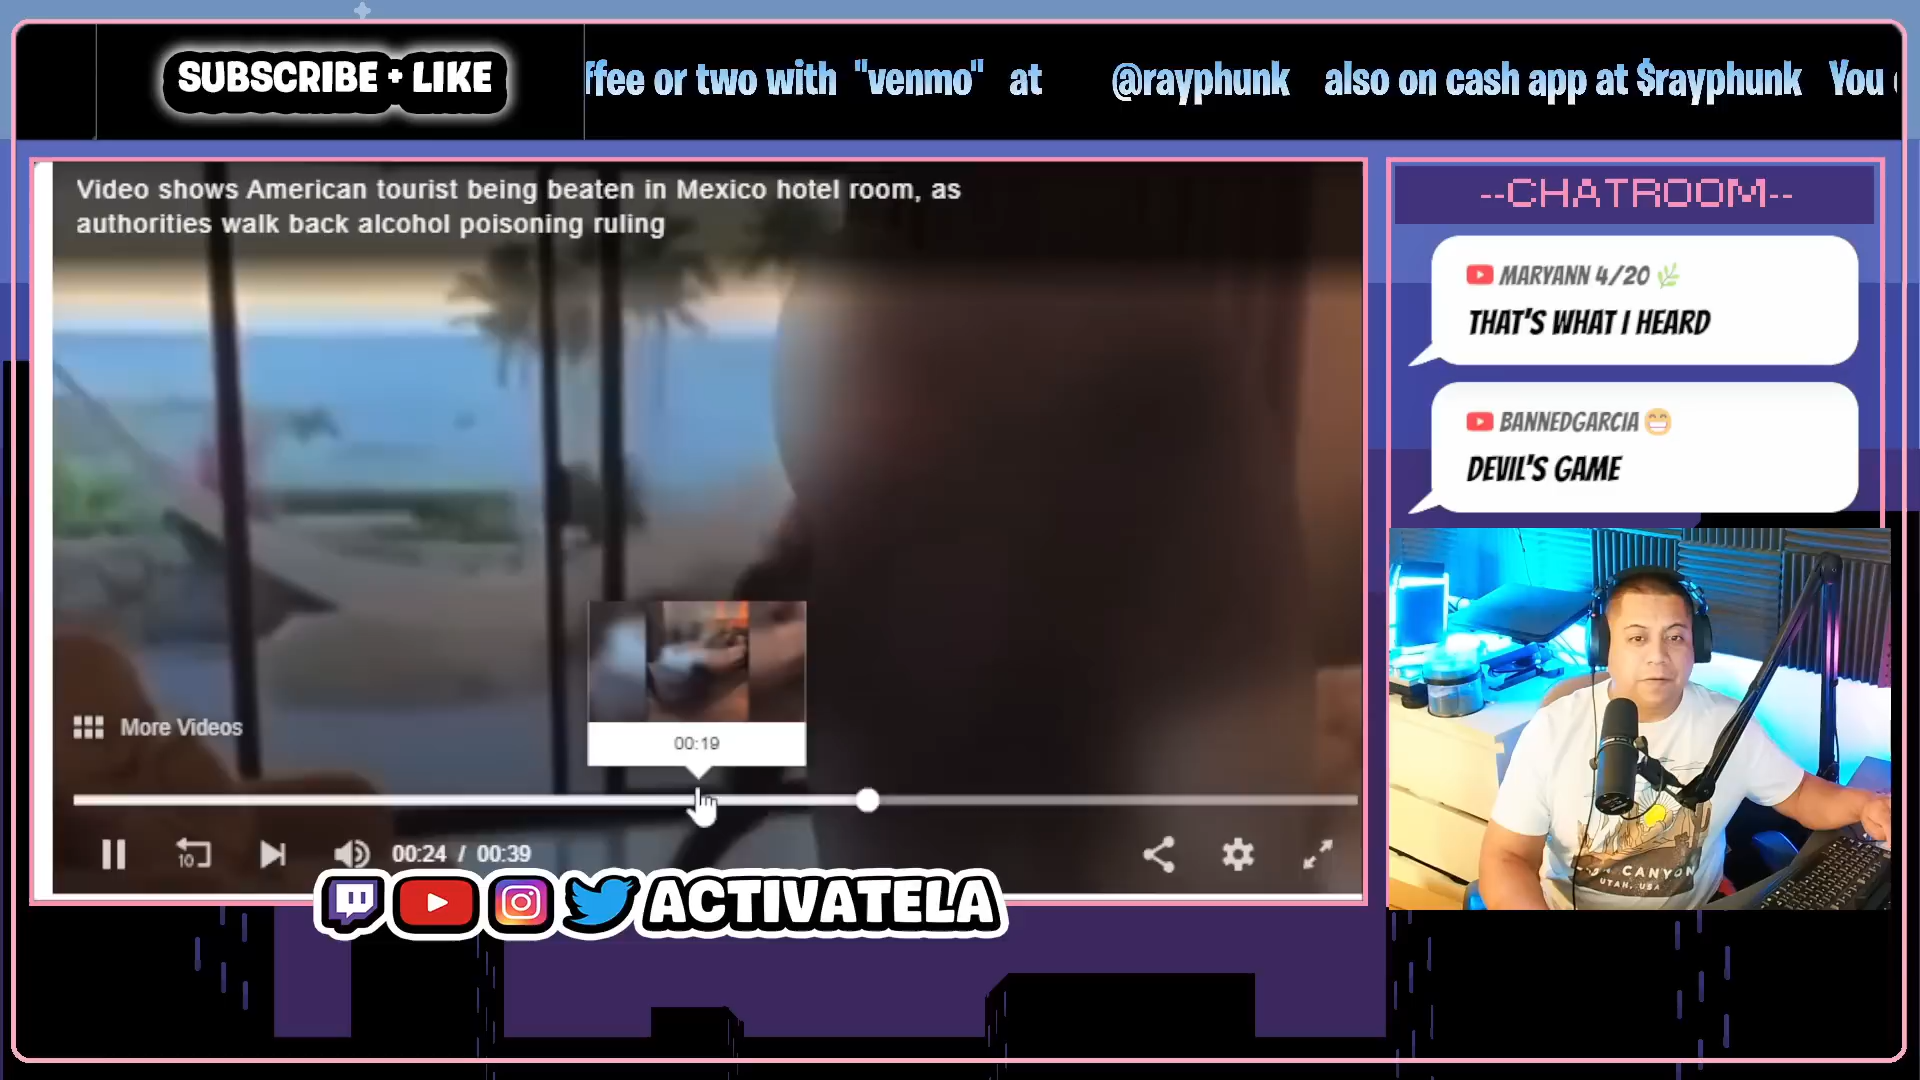 SUBSCRIBE + LIKE
ffee or two with "venmo" at @rayphunk also on cash app at $rayphunk You
Video shows American tourist being beaten in Mexico hotel room, as
authorities walk back alcohol poisoning ruling
--CHATROOM--
MARYANN 4/20
THAT'S WHAT I HEARD
BANNEDGARCIA
DEVIL'S GAME
More Videos
00:19
10
00:24 / 00:39
ACTIVATELA
CANYON
UTAH, USA